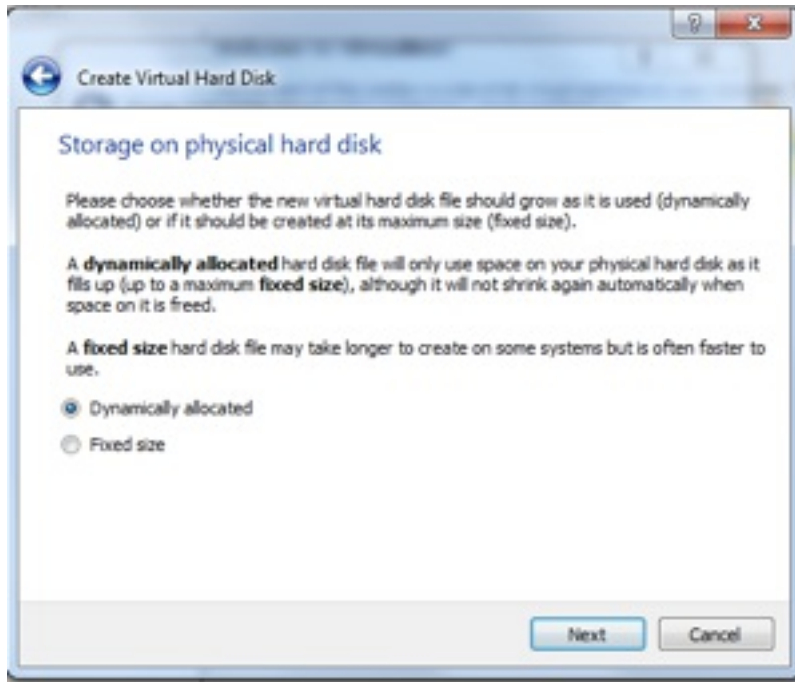 Create Virtual Hard Disk
Storage on physical hard disk
Please choose whether the new virtual hard disk file should grow as it is used (dynamically
allocated) or if it should be created at its maximum size (fixed size).
A dynamically allocated hard disk file will only use space on your physical hard disk as it
fills up (up to a maximum fixed size), although it will not shrink again automatically when
space on it is freed.
A fixed size hard disk file may take longer to create on some systems but is often faster to
use.
Dynamically allocated
Fixed size
Next Cancel